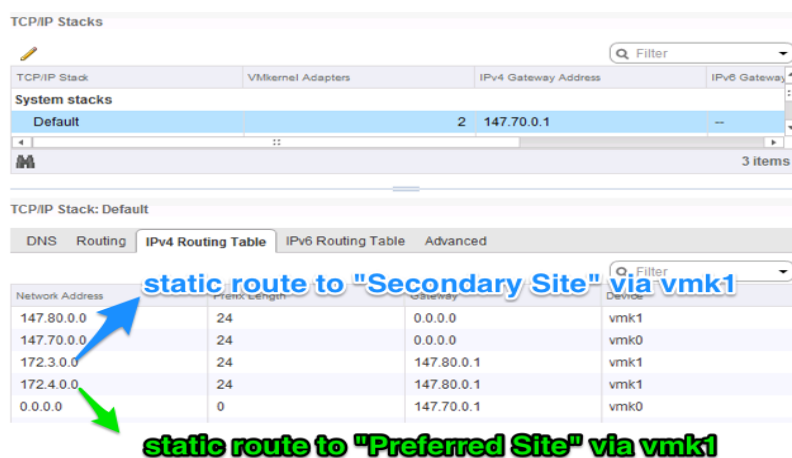 TCP/IP Stacks
Filter
TCP/IP Stack VMkernel Adapters IPv4 Gateway Address IPv6 Gateway
System stacks
Default 2 147.70.0.1 --
3 items
TCP/IP Stack: Default
DNS Routing IPv4 Routing Table IPv6 Routing Table Advanced
Filter
static route to "Secondary Site" via vmk1
Network Address Prefix Length Gateway Device
147.80.0.0 24 0.0.0.0 vmk1
147.70.0.0 24 0.0.0.0 vmk0
172.3.0.0 24 147.80.0.1 vmk1
172.4.0.0 24 147.80.0.1 vmk1
0.0.0.0 0 147.70.0.1 vmk0
static route to "Preferred Site" via vmk1